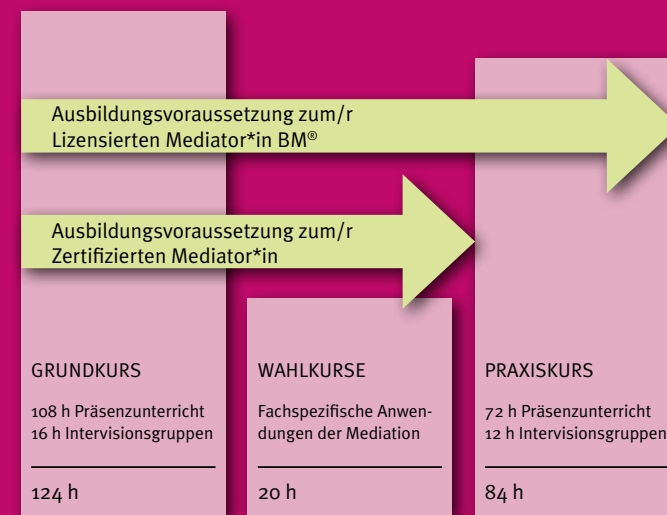 Ausbildungsvoraussetzung zum/r
Lizensierten Mediator*in BM®
Ausbildungsvoraussetzung zum/r
Zertifizierten Mediator*in
GRUNDKURS
108 h Präsenzunterricht
16 h Intervisionsgruppen
124 h
WAHLKURSE
Fachspezifische Anwen-
dungen der Mediation
20 h
PRAXISKURS
72 h Präsenzunterricht
12 h Intervisionsgruppen
84 h